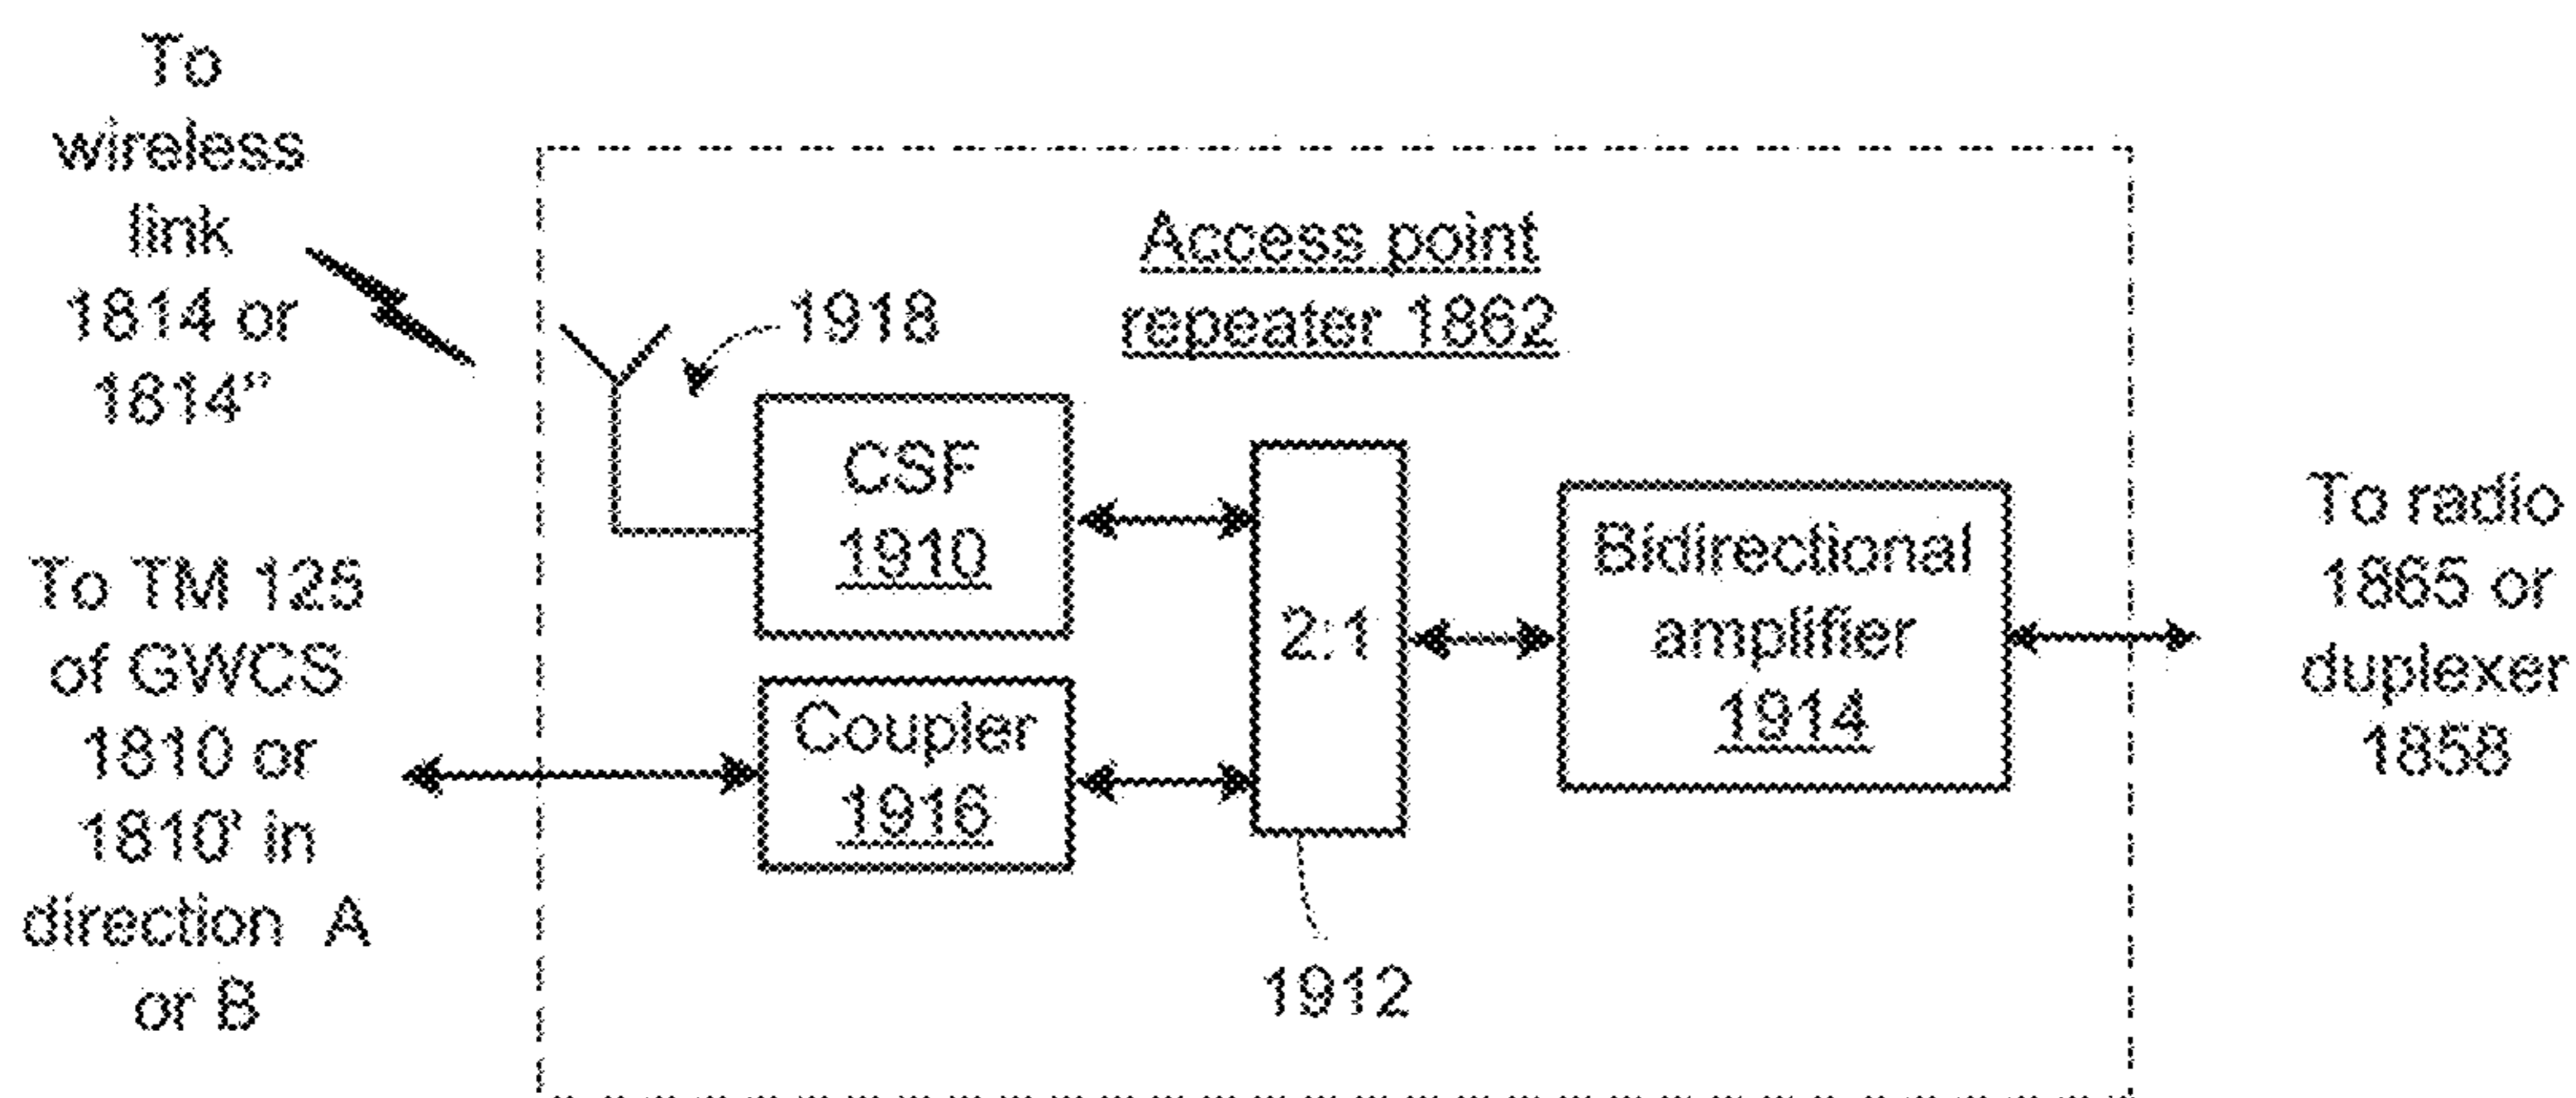 To
wireless
link
1814 or
1814"
To TM 125
of GWCS
1810 or
1810' in
direction A
or B
Access point
repeater 1862
1918
CSF
1910
Coupler
1916
2:1
1912
Bidirectional
amplifier
1914
To radio
1865 or
duplexer
1858